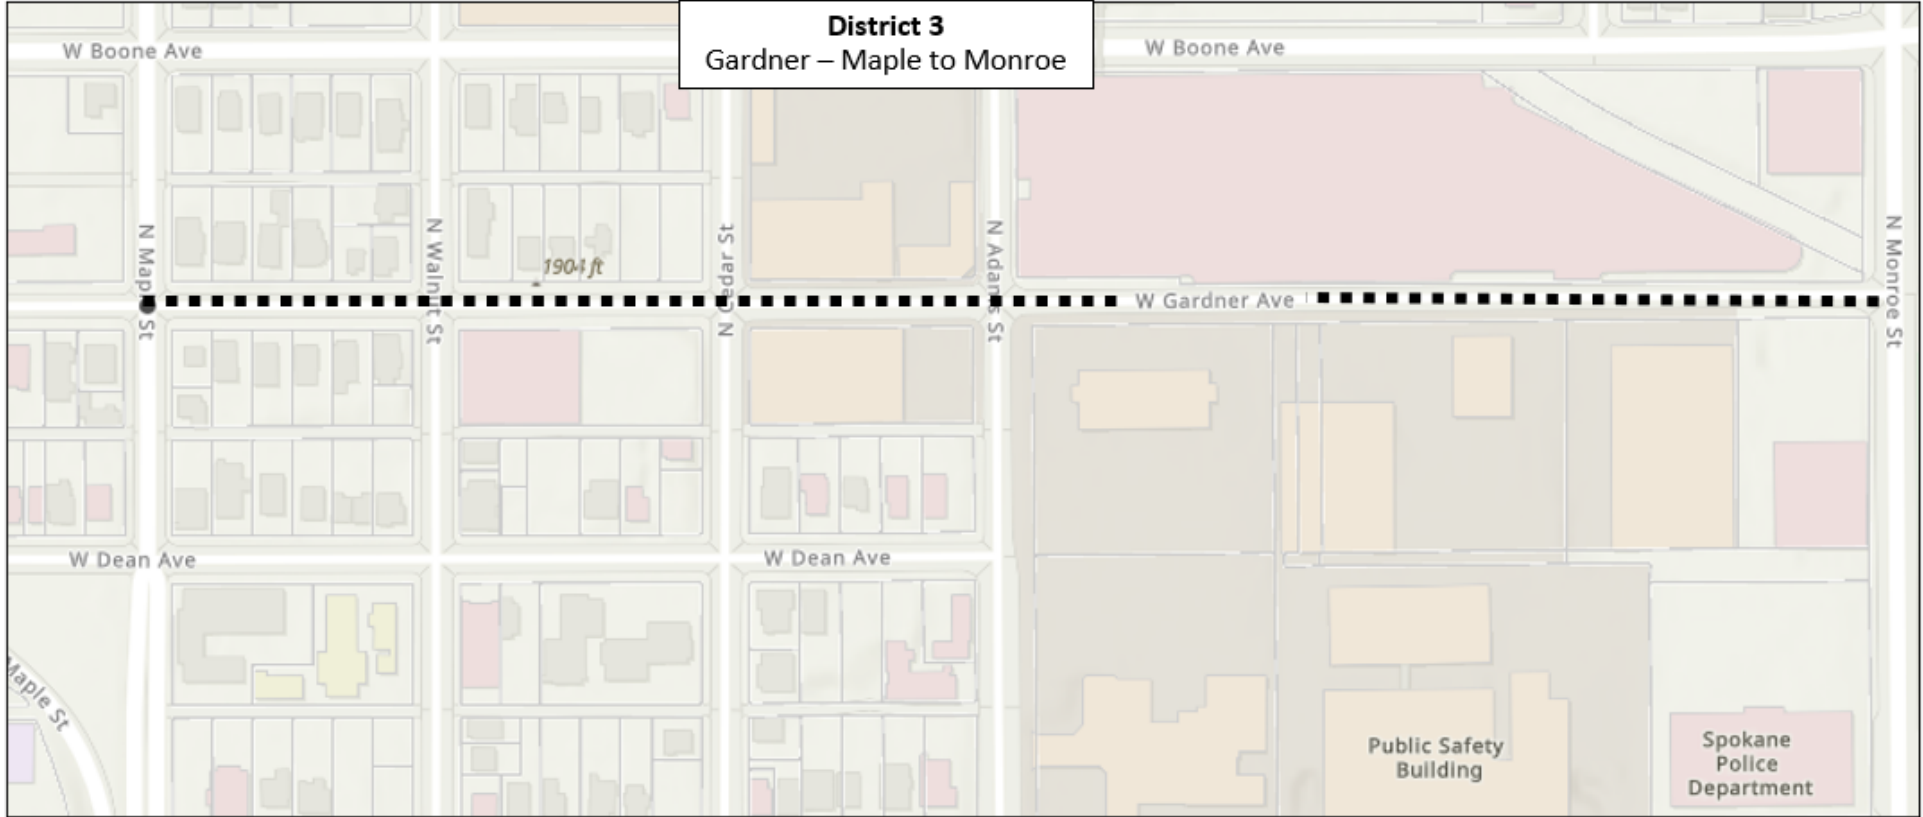 District 3
Gardner – Maple to Monroe
W Boone Ave
W Boone Ave
N Maple St
N Walnut St
N Cedar St
N Adams St
N Monroe St
1904 ft
W Gardner Ave
W Dean Ave
W Dean Ave
Maple St
Public Safety
Building
Spokane
Police
Department